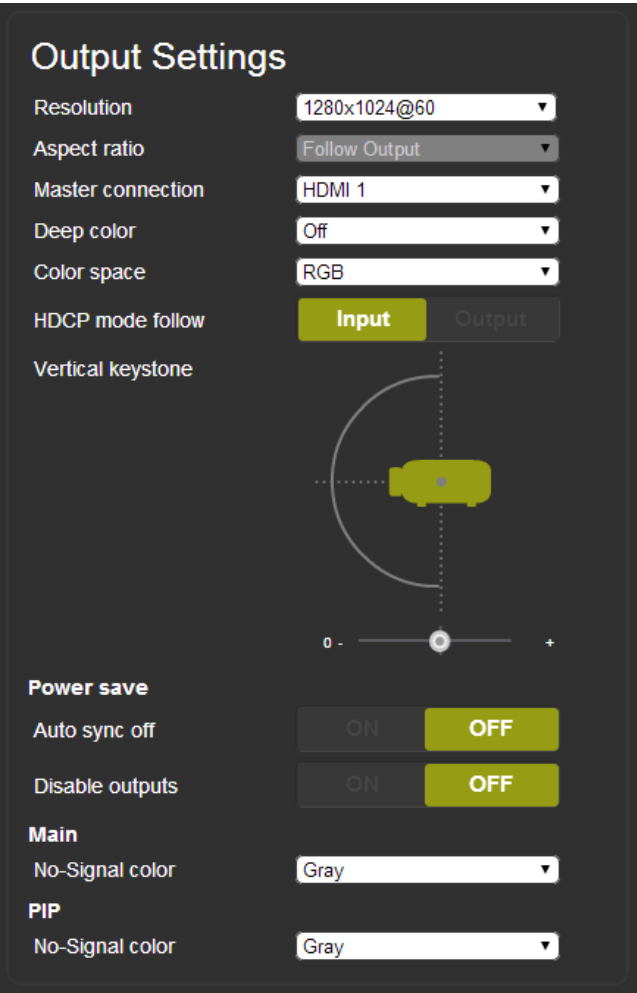 Output Settings
Resolution 1280x1024@60
Aspect ratio Follow Output
Master connection HDMI 1
Deep color Off
Color space RGB
HDCP mode follow Input Output
Vertical keystone
0 - +
Power save
Auto sync off ON OFF
Disable outputs ON OFF
Main
No-Signal color Gray
PIP
No-Signal color Gray